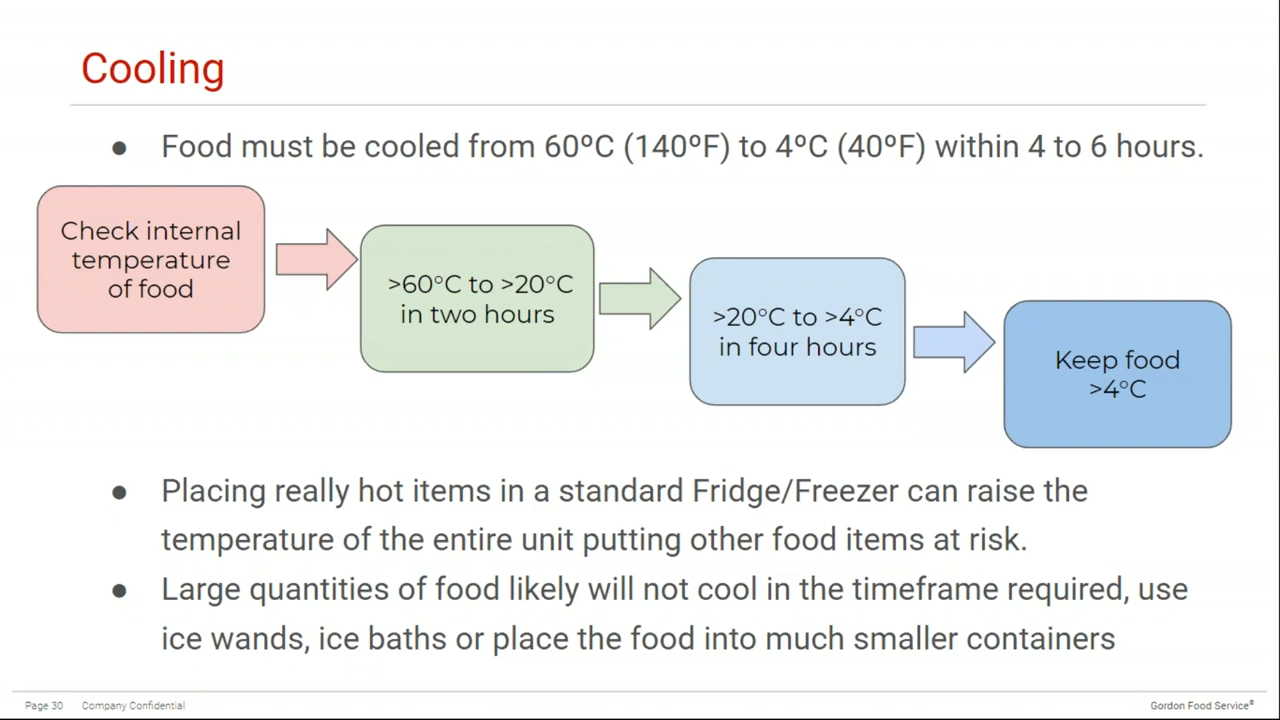 Cooling
● Food must be cooled from 60ºC (140ºF) to 4ºC (40ºF) within 4 to 6 hours.
Check internal
temperature
of food
>60°C to >20°C
in two hours
>20°C to >4°C
in four hours
Keep food
>4°C
● Placing really hot items in a standard Fridge/Freezer can raise the
temperature of the entire unit putting other food items at risk.
● Large quantities of food likely will not cool in the timeframe required, use
ice wands, ice baths or place the food into much smaller containers
Page 30 Company Confidential
Gordon Food Service®